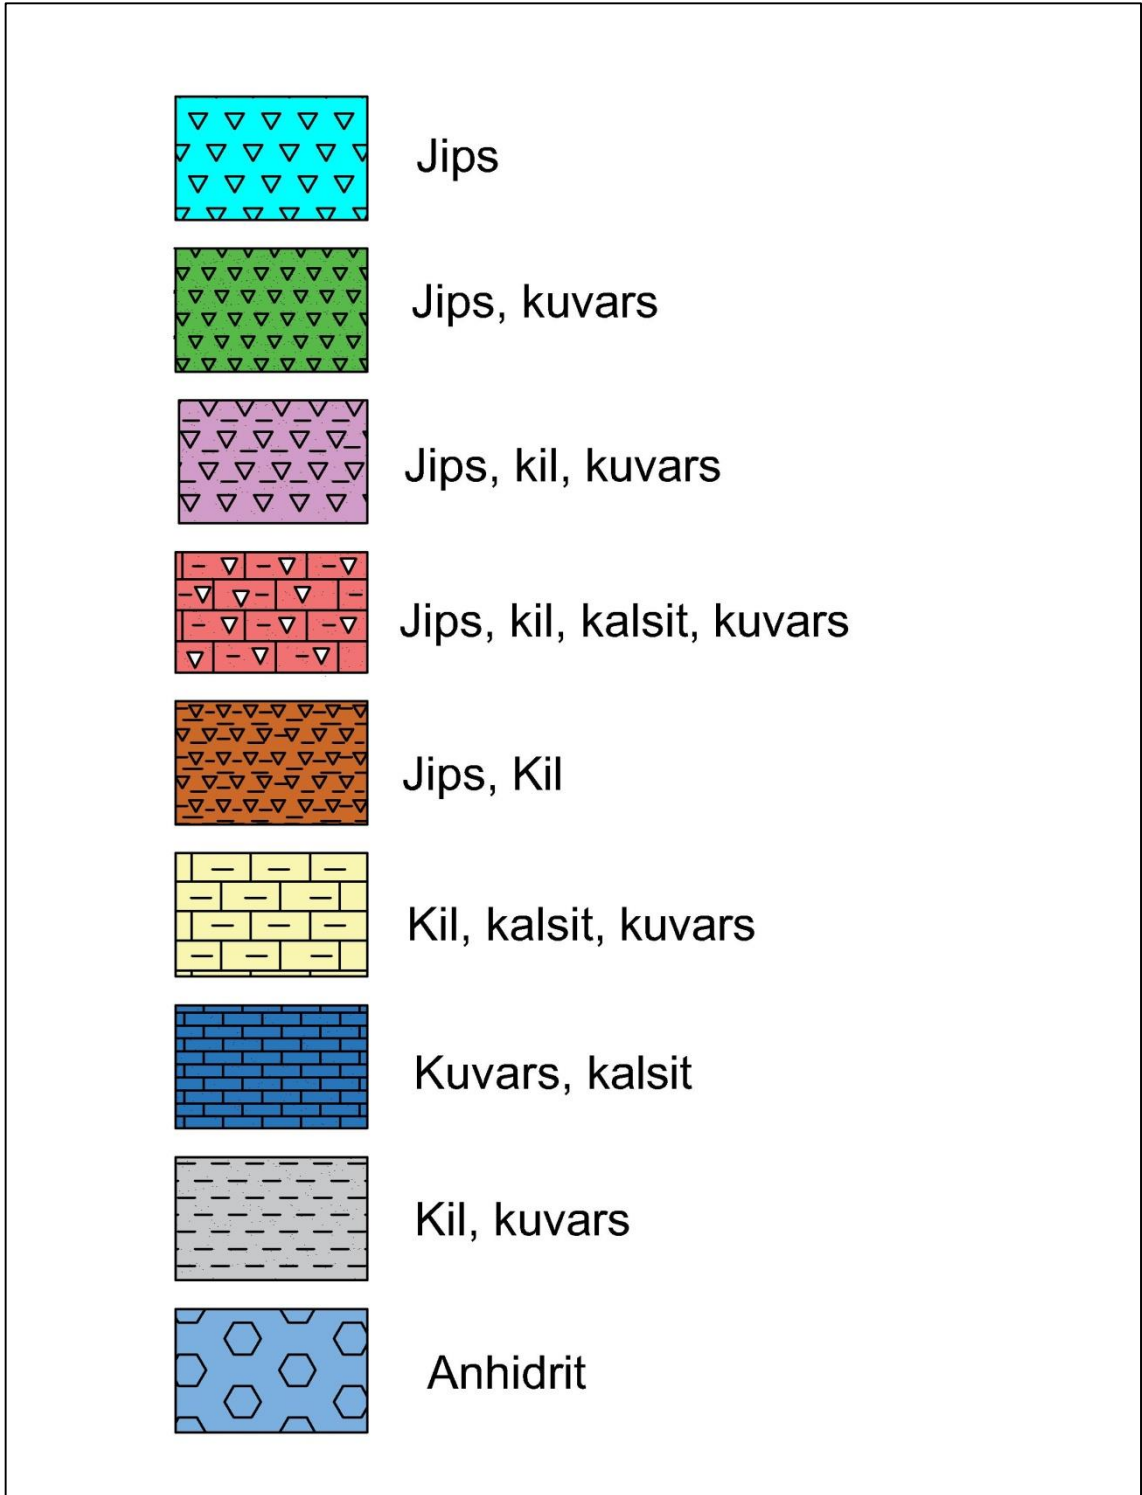 Jips
Jips, kuvars
Jips, kil, kuvars
Jips, kil, kalsit, kuvars
Jips, Kil
Kil, kalsit, kuvars
Kuvars, kalsit
Kil, kuvars
Anhidrit